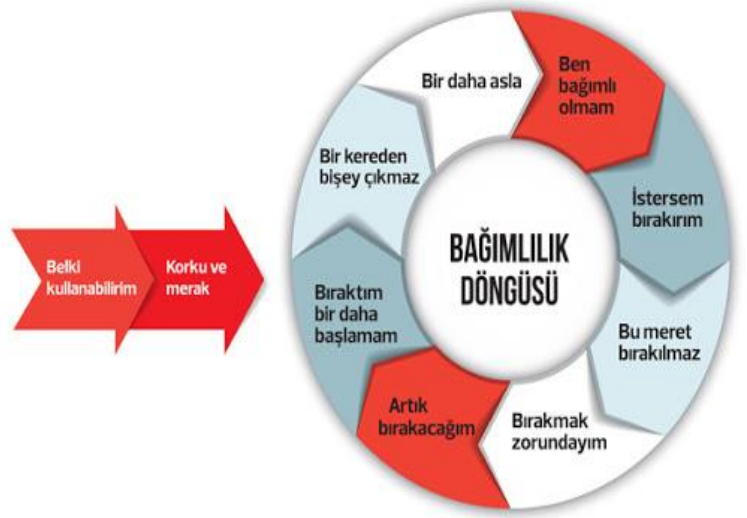 Belki
kullanabilirim
Korku ve
merak
BAĞIMLILIK
DÖNGÜSÜ
Bir kereden
bişey çıkmaz
Bir daha asla
Ben
bağımlı
olmam
İstersem
bırakırım
Bu meret
bırakılmaz
Bırakmak
zorundayım
Artık
bırakacağım
Bıraktım
bir daha
başlamam